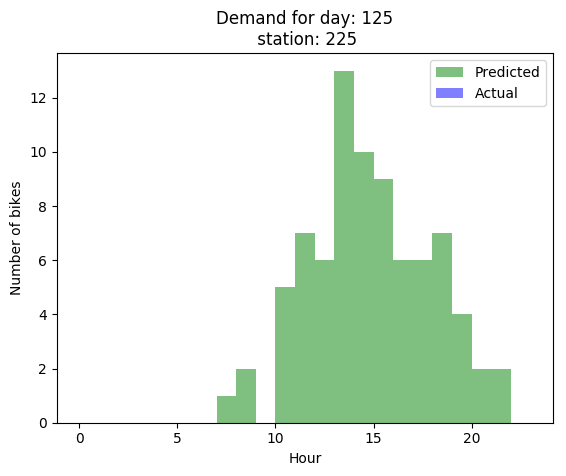 Demand for day: 125
station: 225
Predicted
Actual
Number of bikes
12
10
8
6
4
2
0
0
5
10
15
20
Hour